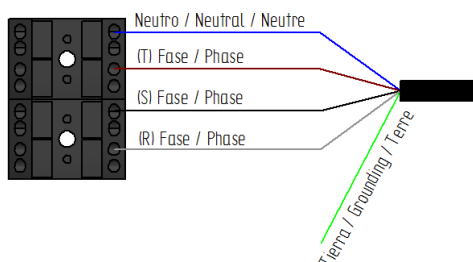 Neutro / Neutral / Neutre
(T) Fase / Phase
(S) Fase / Phase
(R) Fase / Phase
Tierra / Grounding / Terre